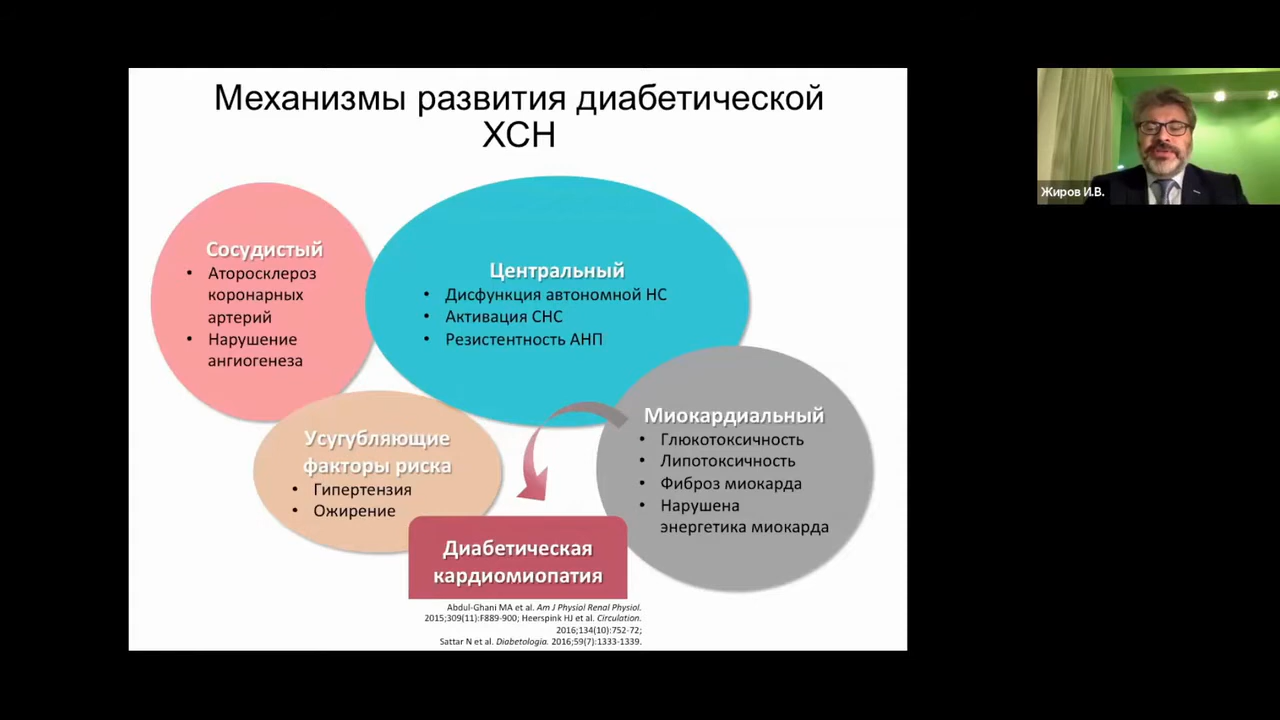 Механизмы развития диабетической
ХСН
Сосудистый
• Аторосклероз
коронарных
артерий
• Нарушение
ангиогенеза
Центральный
• Дисфункция автономной НС
• Активация СНС
• Резистентность АНП
Усугубляющие
факторы риска
• Гипертензия
• Ожирение
Миокардиальный
• Глюкотоксичность
• Липотоксичность
• Фиброз миокарда
• Нарушена
энергетика миокарда
Диабетическая
кардиомиопатия
Abdul-Ghani MA et al. Am J Physiol Renal Physiol.
2015;309(11):F889-900; Heerspink HJ et al. Circulation.
2016;134(10):752-72;
Sattar N et al. Diabetologia. 2016;59(7):1333-1339.
Жиров И.В.